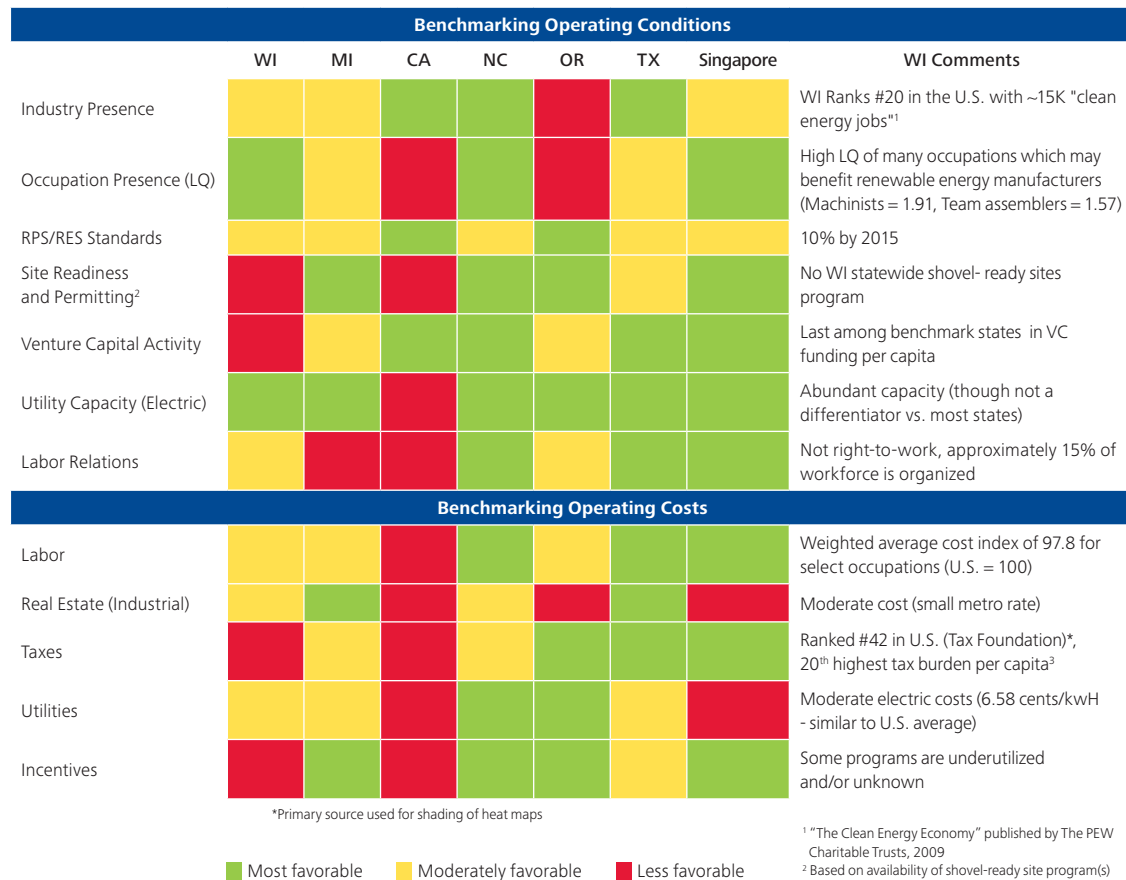 Benchmarking Operating Conditions
WI MI CA NC OR TX Singapore WI Comments
Industry Presence
WI Ranks #20 in the U.S. with ~15K "clean
energy jobs"¹
Occupation Presence (LQ)
High LQ of many occupations which may
benefit renewable energy manufacturers
(Machinists = 1.91, Team assemblers = 1.57)
RPS/RES Standards
10% by 2015
Site Readiness
and Permitting²
No WI statewide shovel- ready sites
program
Venture Capital Activity
Last among benchmark states in VC
funding per capita
Utility Capacity (Electric)
Abundant capacity (though not a
differentiator vs. most states)
Labor Relations
Not right-to-work, approximately 15% of
workforce is organized
Benchmarking Operating Costs
Labor
Weighted average cost index of 97.8 for
select occupations (U.S. = 100)
Real Estate (Industrial)
Moderate cost (small metro rate)
Taxes
Ranked #42 in U.S. (Tax Foundation)*,
20th highest tax burden per capita³
Utilities
Moderate electric costs (6.58 cents/kwH
- similar to U.S. average)
Incentives
Some programs are underutilized
and/or unknown
*Primary source used for shading of heat maps
¹ "The Clean Energy Economy" published by The PEW
Charitable Trusts, 2009
² Based on availability of shovel-ready site program(s)
Most favorable Moderately favorable Less favorable